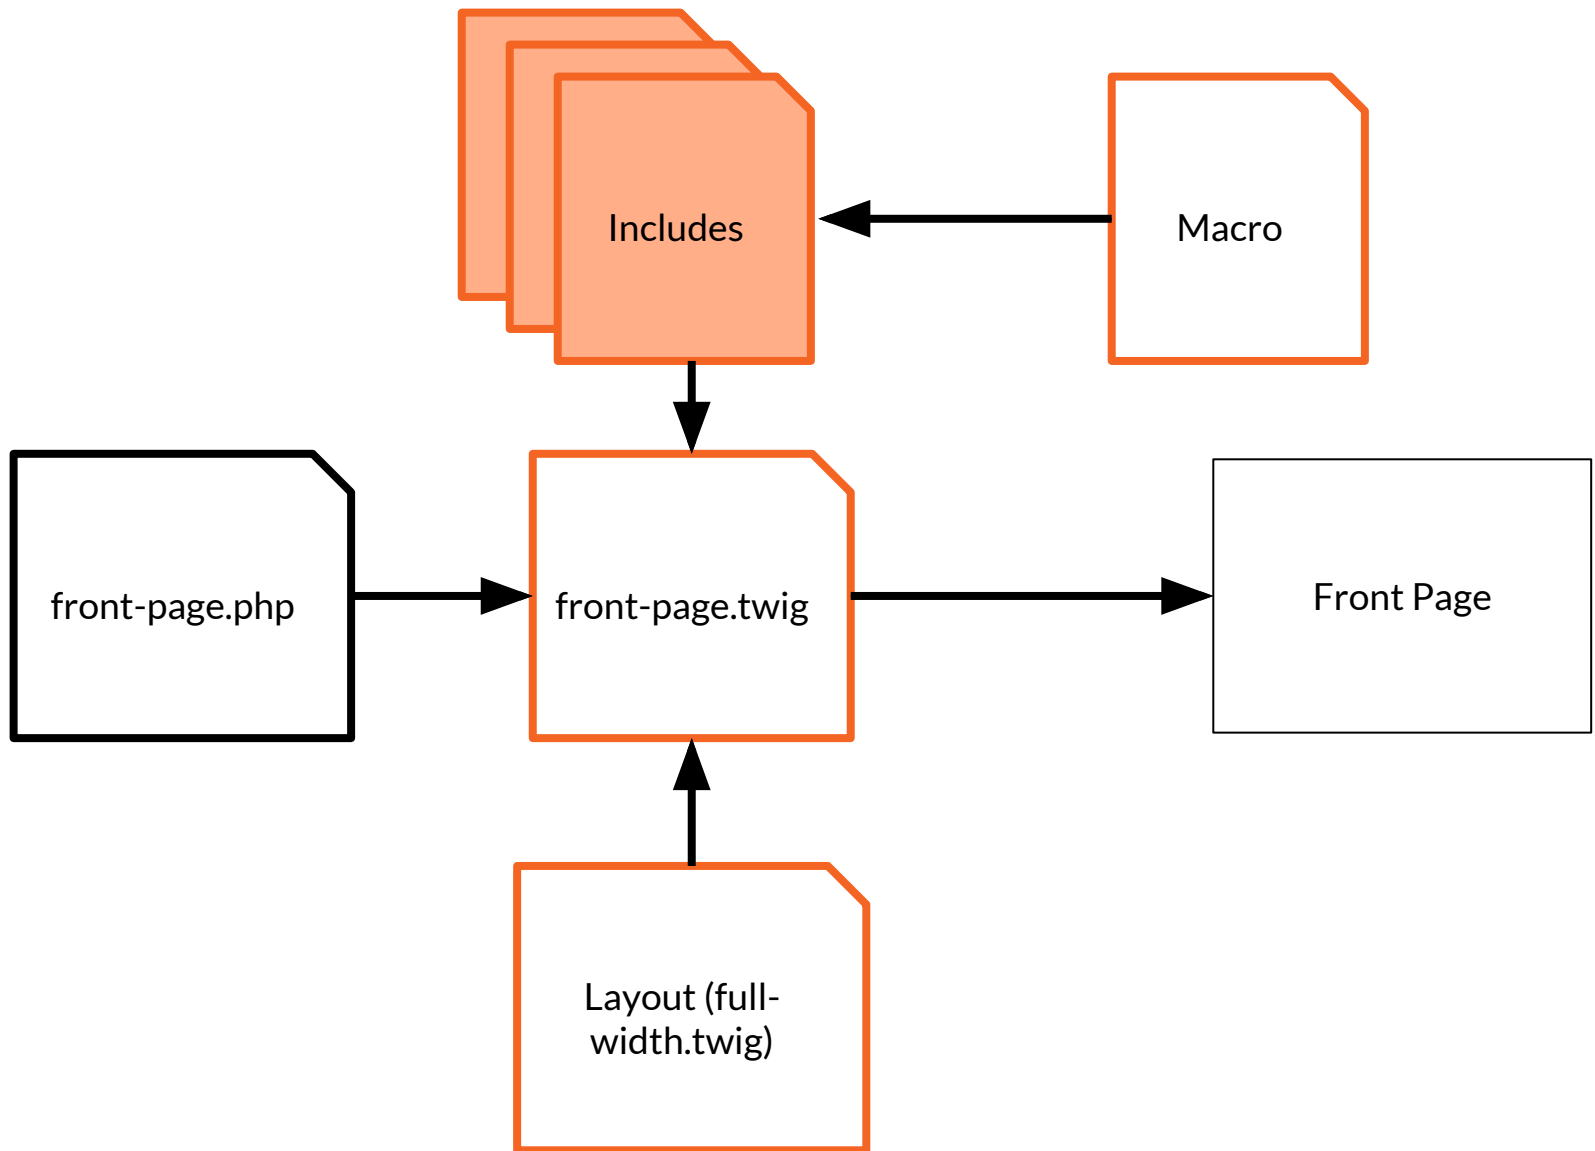 Includes
Macro
front-page.php
front-page.twig
Front Page
Layout (full-
width.twig)